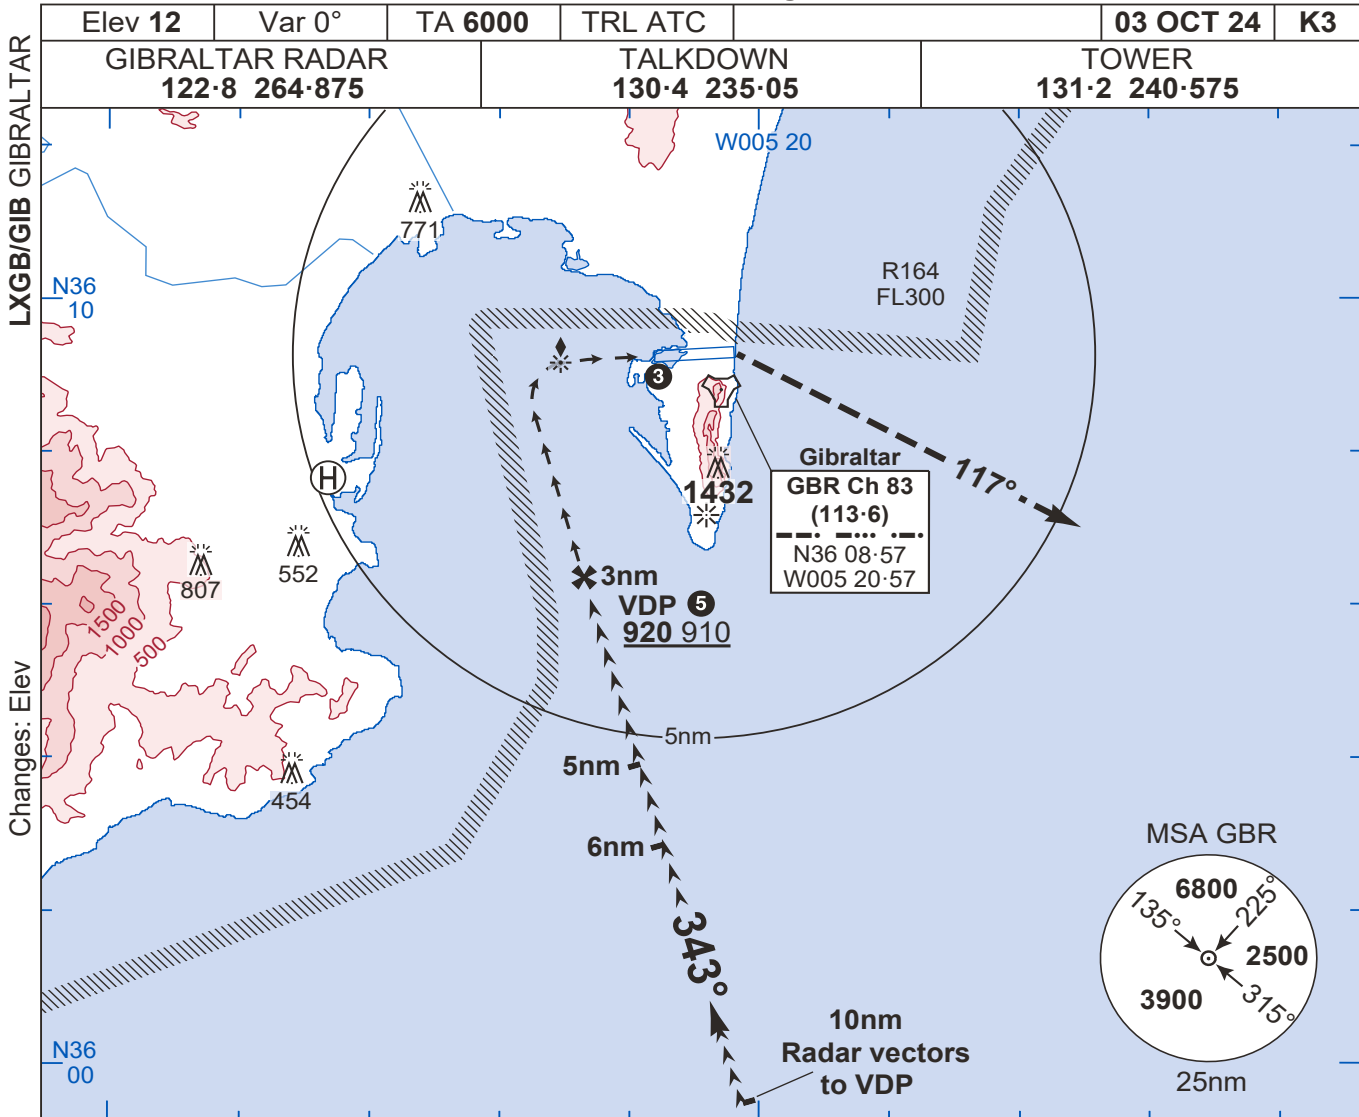 Elev 12 Var 0° TA 6000 TRL ATC 03 OCT 24 K3
GIBRALTAR RADAR TALKDOWN TOWER
122·8 264·875 130·4 235·05 131·2 240·575
LXGB/GIB GIBRALTAR
Changes: Elev
W005 20
771
R164
FL300
N36
10
3
117°
Gibraltar
GBR Ch 83
(113·6)
N36 08·57
W005 20·57
1432
H
552
807
3nm
VDP 5
920 910
1500
1000
500
5nm
5nm
454
6nm
MSA GBR
6800
135°
225°
2500
315°
3900
25nm
343°
10nm
Radar vectors
to VDP
N36
00